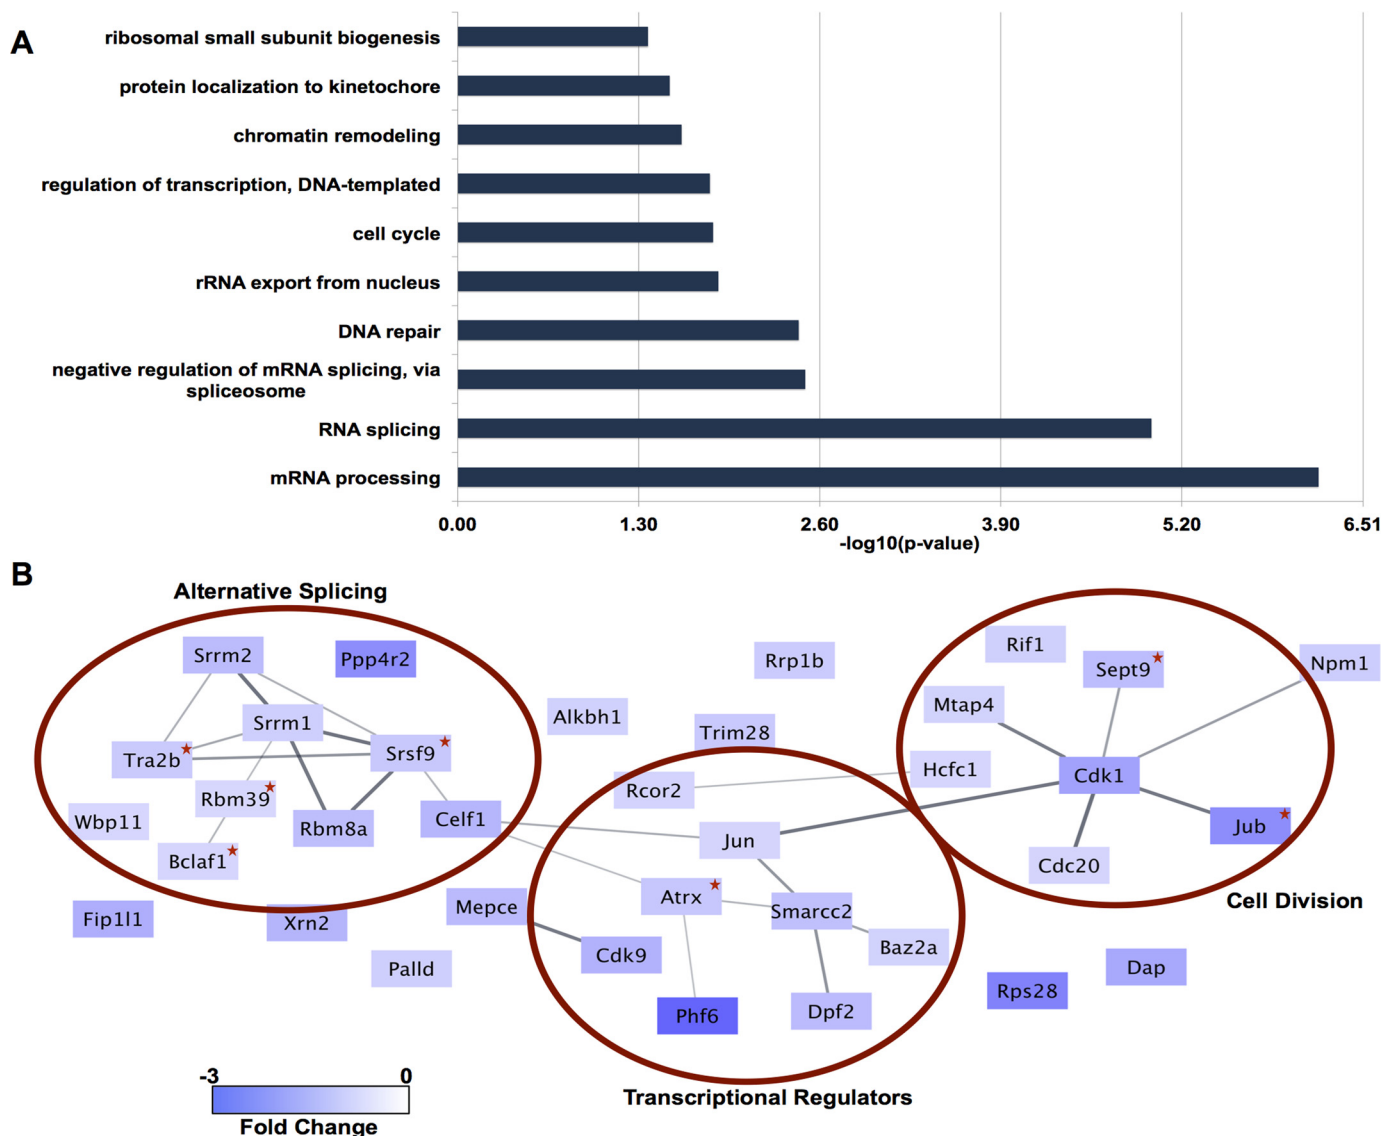 A
ribosomal small subunit biogenesis
protein localization to kinetochore
chromatin remodeling
regulation of transcription, DNA-templated
cell cycle
rRNA export from nucleus
DNA repair
negative regulation of mRNA splicing, via
spliceosome
RNA splicing
mRNA processing
0.00 1.30 2.60 3.90 5.20 6.51
-log10(p-value)
B
Alternative Splicing
Srrm2
Ppp4r2
Srrm1
Tra2b
Srsf9
Rbm39
Wbp11
Rbm8a
Celf1
Bclaf1
Fip1l1
Xrn2
Mepce
Palld
Alkbh1
Rrp1b
Trim28
Rcor2
Hcfc1
Jun
Atrx
Smarcc2
Baz2a
Cdk9
Phf6
Dpf2
Transcriptional Regulators
Rif1
Sept9
Npm1
Mtap4
Cdk1
Jub
Cdc20
Cell Division
Rps28
Dap
-3 0
Fold Change